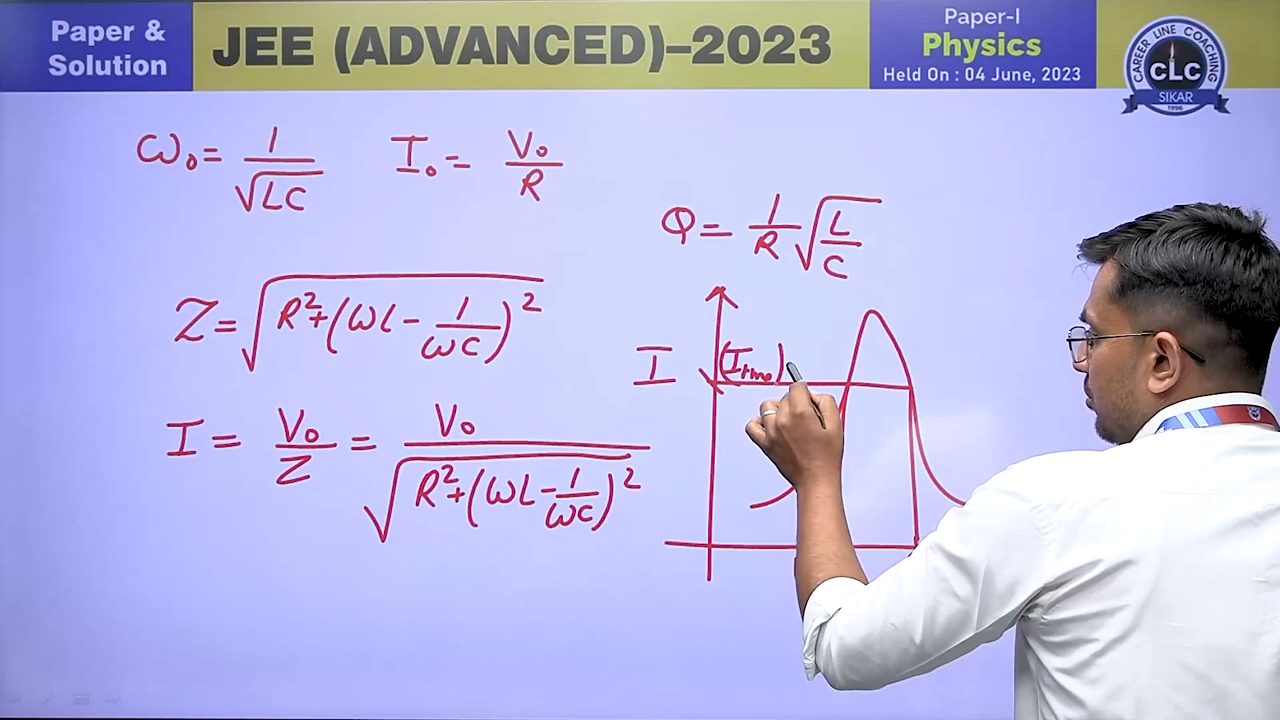 Paper &
Solution
JEE (ADVANCED)–2023
Paper-I
Physics
Held On : 04 June, 2023
CAREER LINE COACHING
CLC
SIKAR
1996
ω₀ = 1/√LC
I₀ = V₀/R
Q = 1/R √L/C
Z = √R²+(ωL-1/ωC)²
I
(Irms)
I = V₀/Z = V₀/√R²+(ωL-1/ωC)²